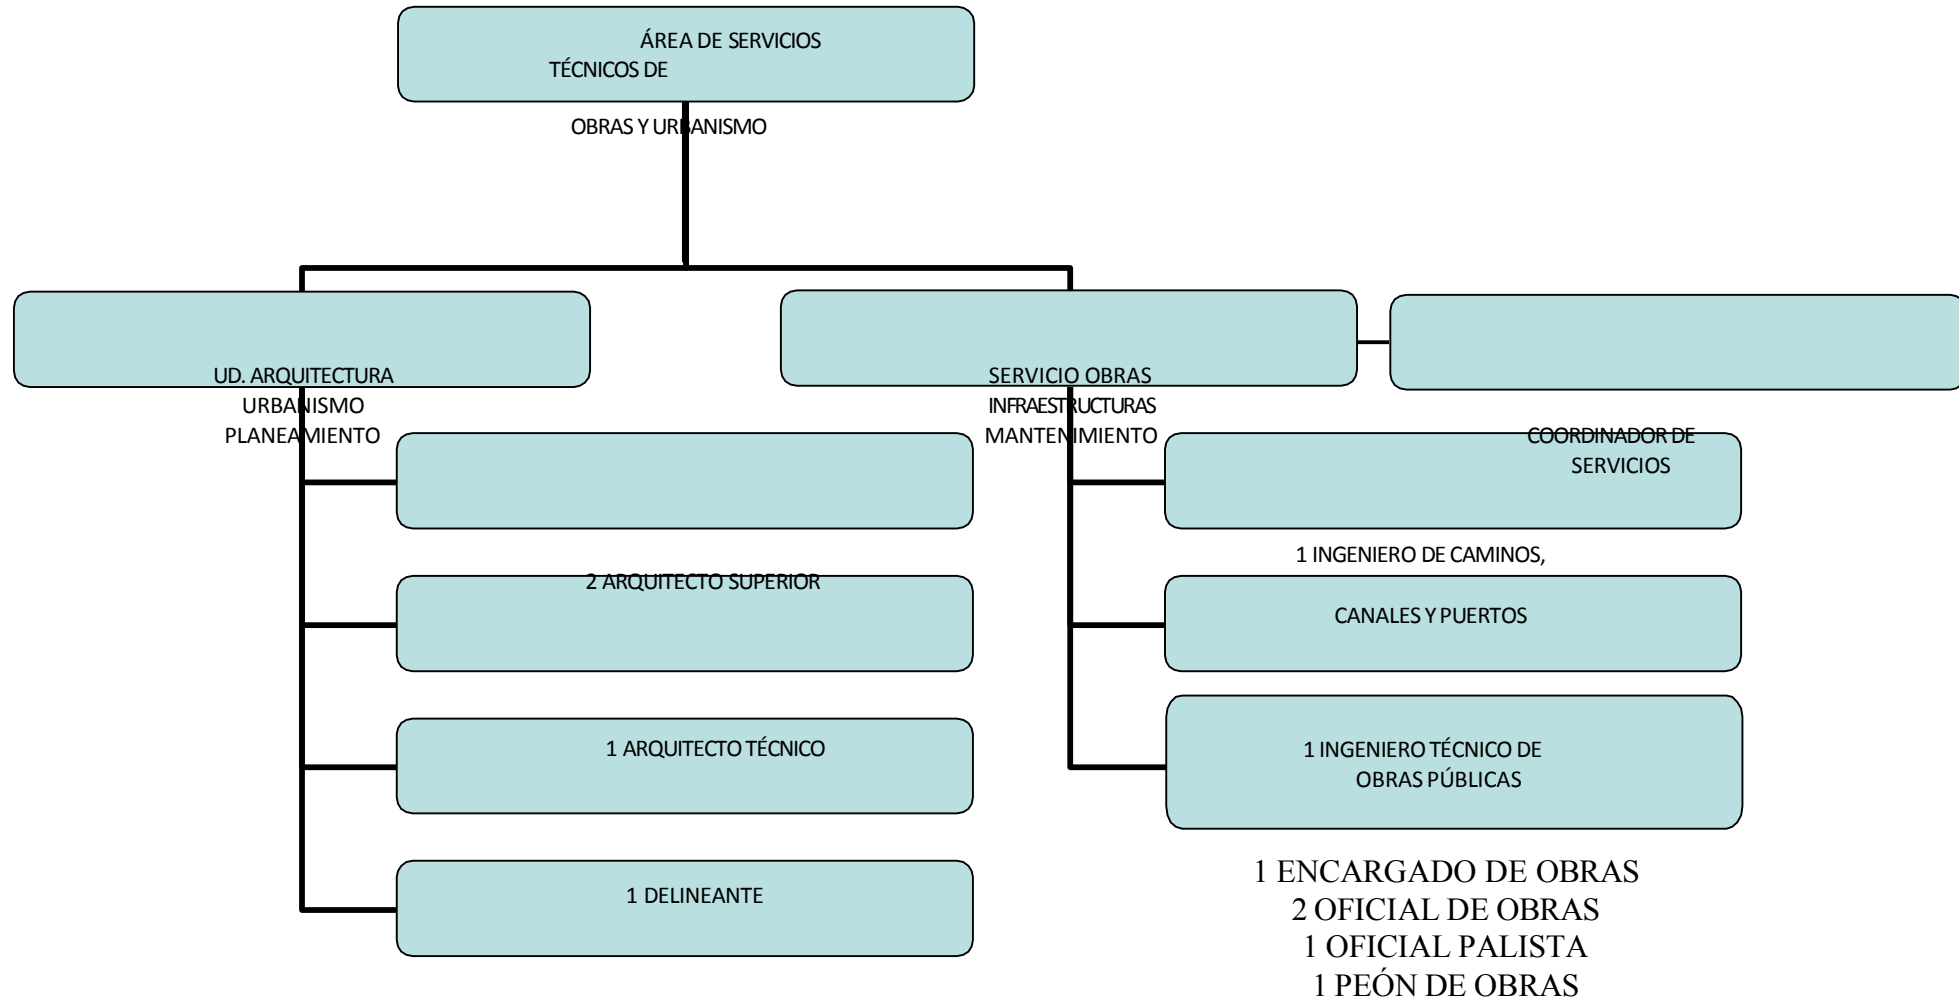 ÁREA DE SERVICIOS
TÉCNICOS DE
OBRAS Y URBANISMO
UD. ARQUITECTURA
URBANISMO
PLANEAMIENTO
SERVICIO OBRAS
INFRAESTRUCTURAS
MANTENIMIENTO
COORDINADOR DE
SERVICIOS
2 ARQUITECTO SUPERIOR
1 ARQUITECTO TÉCNICO
1 DELINEANTE
1 INGENIERO DE CAMINOS,
CANALES Y PUERTOS
1 INGENIERO TÉCNICO DE
OBRAS PÚBLICAS
1 ENCARGADO DE OBRAS
2 OFICIAL DE OBRAS
1 OFICIAL PALISTA
1 PEÓN DE OBRAS